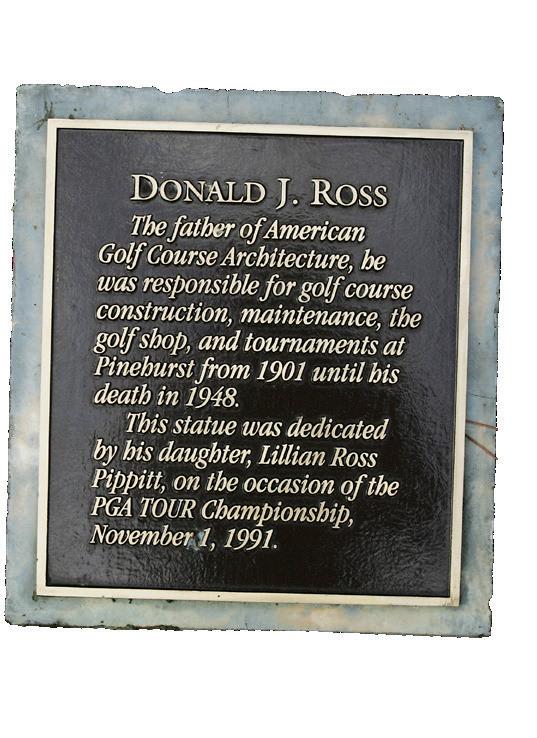 DONALD J. ROSS
The father of American
Golf Course Architecture, he
was responsible for golf course
construction, maintenance, the
golf shop, and tournaments at
Pinehurst from 1901 until his
death in 1948.
This statue was dedicated
by his daughter, Lillian Ross
Pippitt, on the occasion of the
PGA TOUR Championship,
November 1, 1991.